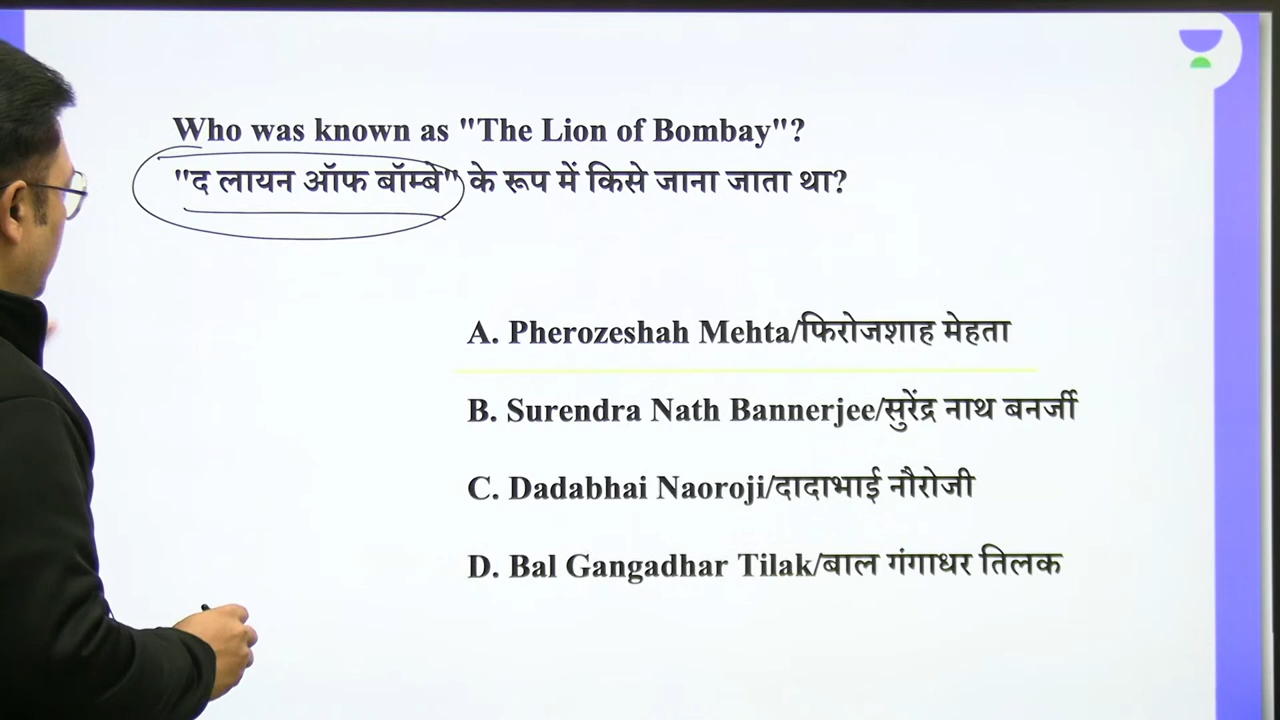 Who was known as "The Lion of Bombay"?
"द लायन ऑफ बॉम्बे" के रूप में किसे जाना जाता था?
A. Pherozeshah Mehta/फिरोजशाह मेहता
B. Surendra Nath Bannerjee/सुरेंद्र नाथ बनर्जी
C. Dadabhai Naoroji/दादाभाई नौरोजी
D. Bal Gangadhar Tilak/बाल गंगाधर तिलक